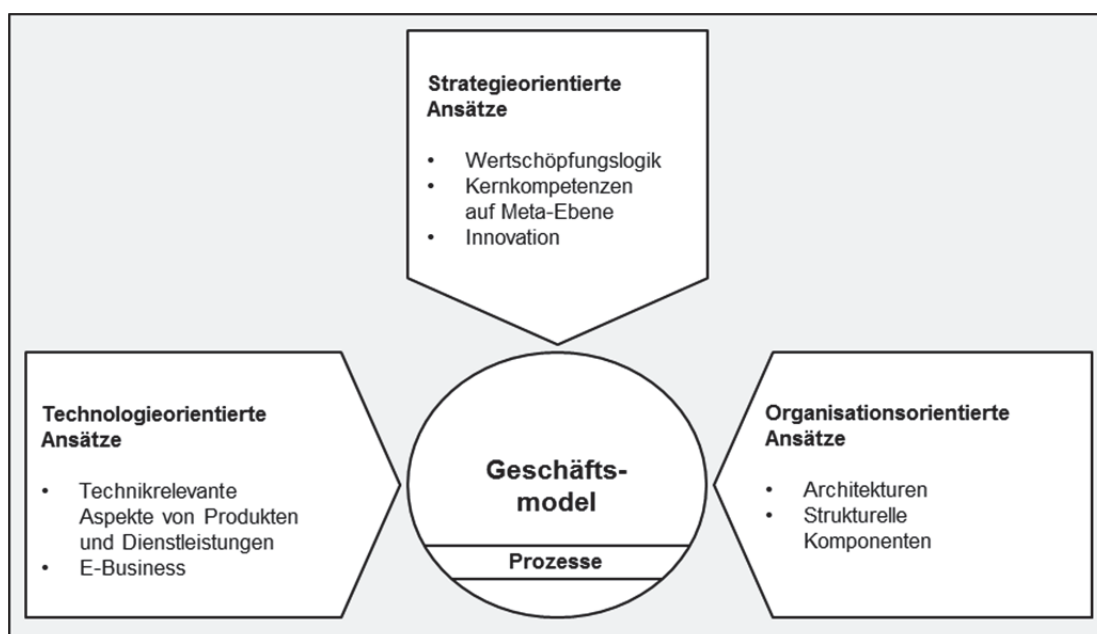 Strategieorientierte
Ansätze
• Wertschöpfungslogik
• Kernkompetenzen
auf Meta-Ebene
• Innovation
Technologieorientierte
Ansätze
• Technikrelevante
Aspekte von Produkten
und Dienstleistungen
• E-Business
Geschäfts-
model
Prozesse
Organisationsorientierte
Ansätze
• Architekturen
• Strukturelle
Komponenten